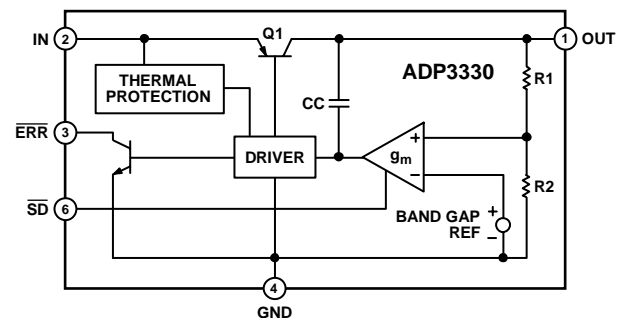 IN
2
Q1
1
OUT
THERMAL
PROTECTION
ADP3330
R1
CC
ERR
3
DRIVER
gm
+
−
R2
SD
6
BAND GAP
REF
+
−
4
GND